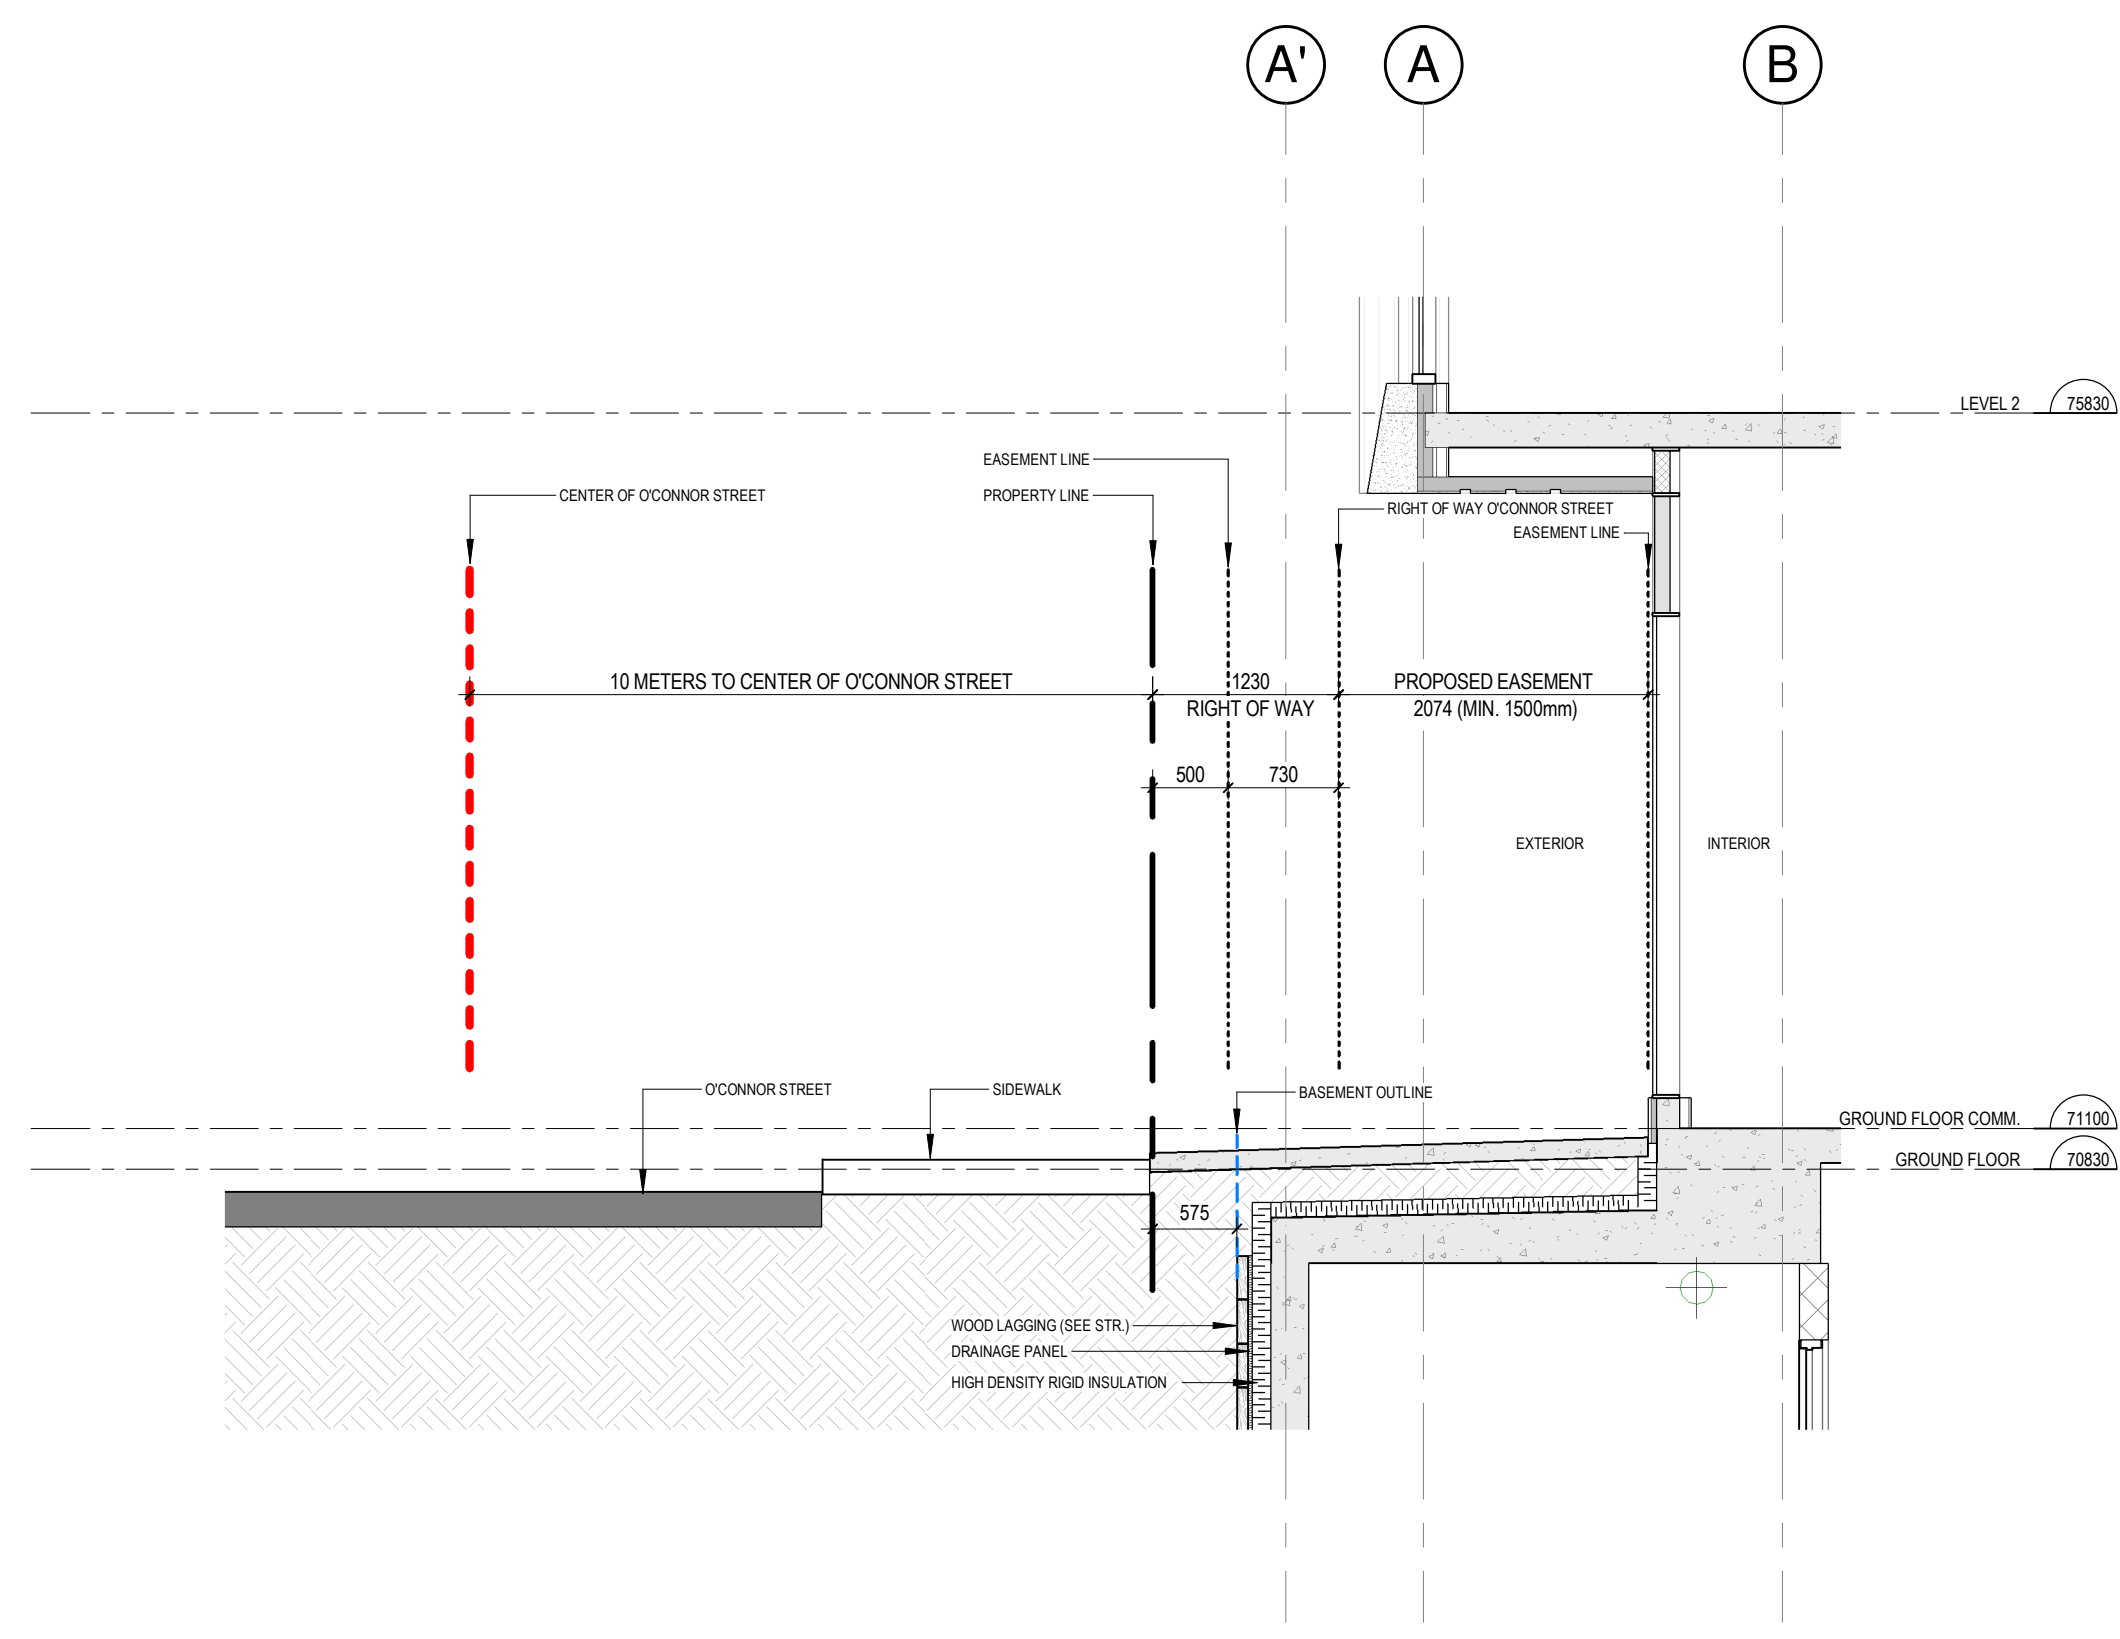 A'
A
B
LEVEL 2
75830
EASEMENT LINE
CENTER OF O'CONNOR STREET
PROPERTY LINE
RIGHT OF WAY O'CONNOR STREET
EASEMENT LINE
10 METERS TO CENTER OF O'CONNOR STREET
1230
RIGHT OF WAY
PROPOSED EASEMENT
2074 (MIN. 1500mm)
500
730
EXTERIOR
INTERIOR
O'CONNOR STREET
SIDEWALK
BASEMENT OUTLINE
GROUND FLOOR COMM.
71100
GROUND FLOOR
70830
575
WOOD LAGGING (SEE STR.)
DRAINAGE PANEL
HIGH DENSITY RIGID INSULATION